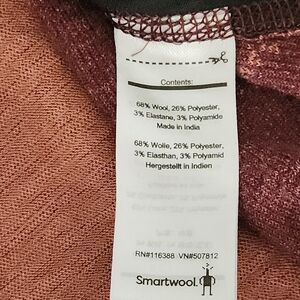 Contents:
68% Wool, 26% Polyester,
3% Elastane, 3% Polyamide
Made in India
68% Wolle, 26% Polyester,
3% Elasthan, 3% Polyamid
Hergestellt in Indien
RN#116388 VN#507812
Smartwool